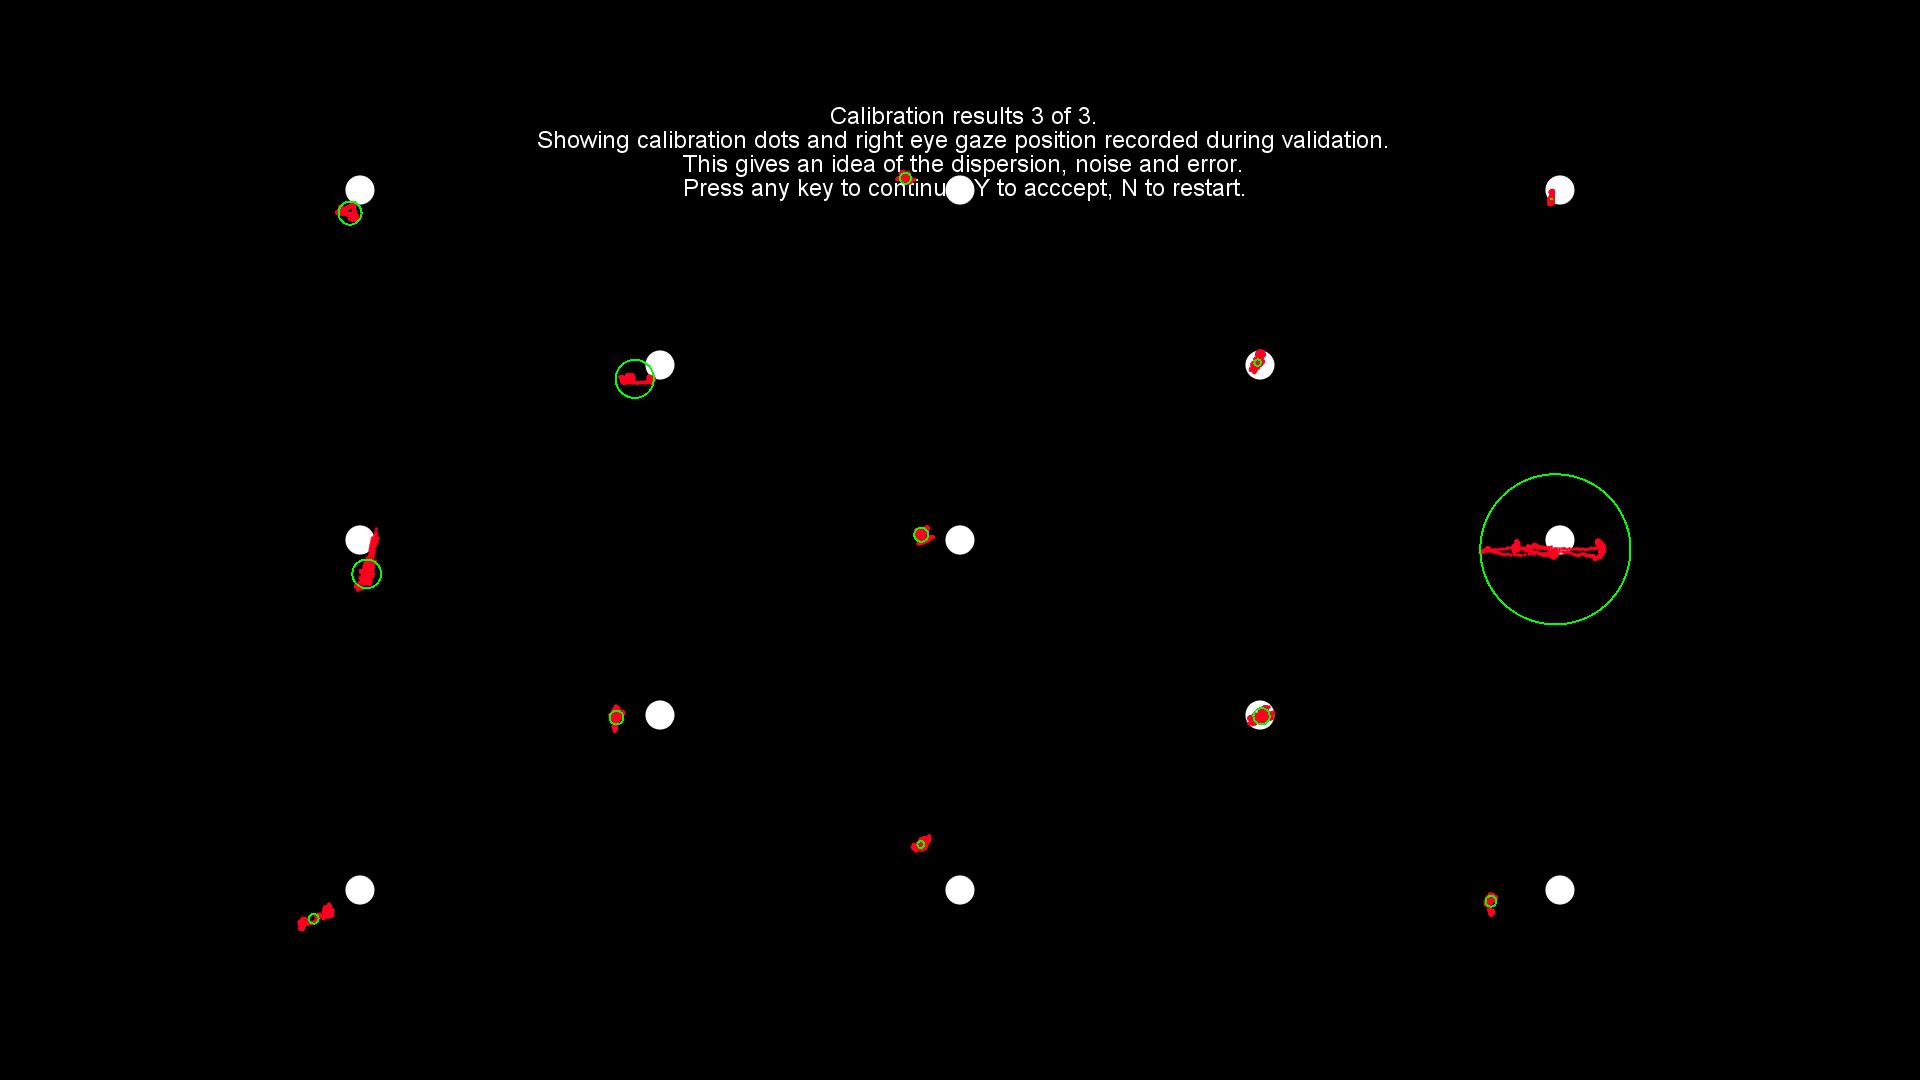 Calibration results 3 of 3.
Showing calibration dots and right eye gaze position recorded during validation.
This gives an idea of the dispersion, noise and error.
Press any key to continu Y to acccept, N to restart.